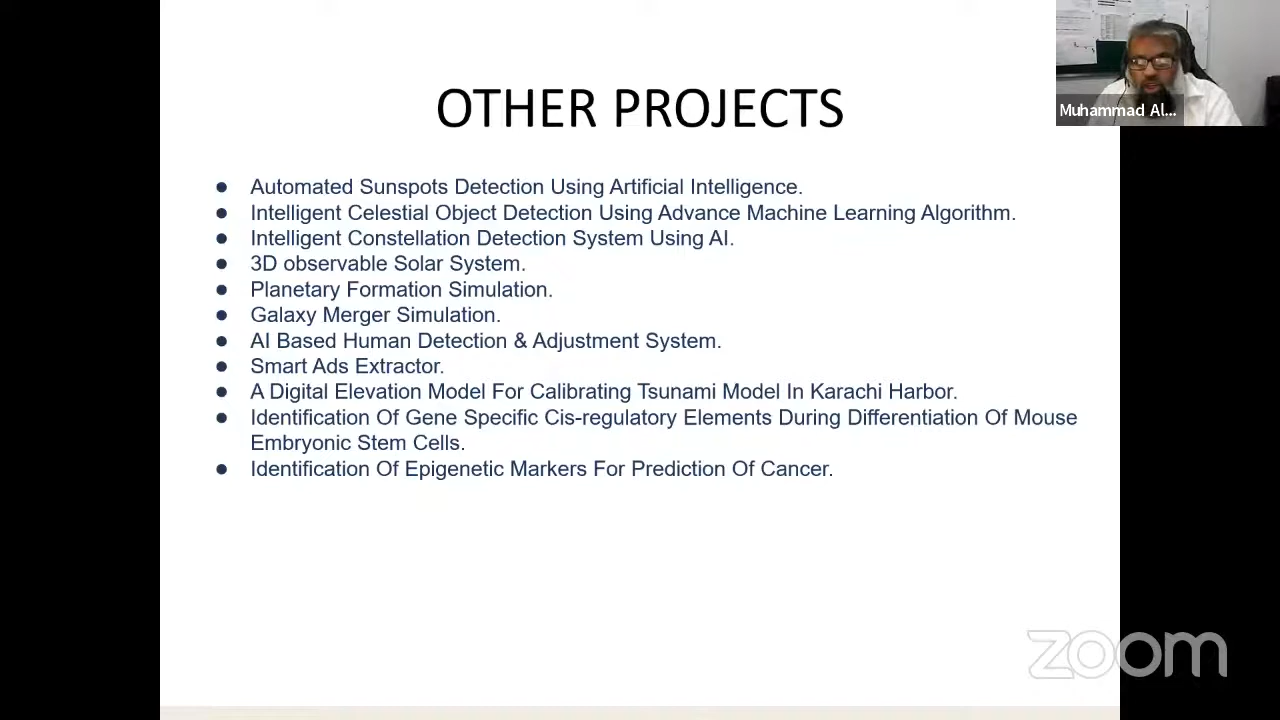 OTHER PROJECTS
Muhammad Al...
● Automated Sunspots Detection Using Artificial Intelligence.
● Intelligent Celestial Object Detection Using Advance Machine Learning Algorithm.
● Intelligent Constellation Detection System Using AI.
● 3D observable Solar System.
● Planetary Formation Simulation.
● Galaxy Merger Simulation.
● AI Based Human Detection & Adjustment System.
● Smart Ads Extractor.
● A Digital Elevation Model For Calibrating Tsunami Model In Karachi Harbor.
● Identification Of Gene Specific Cis-regulatory Elements During Differentiation Of Mouse
Embryonic Stem Cells.
● Identification Of Epigenetic Markers For Prediction Of Cancer.
zoom